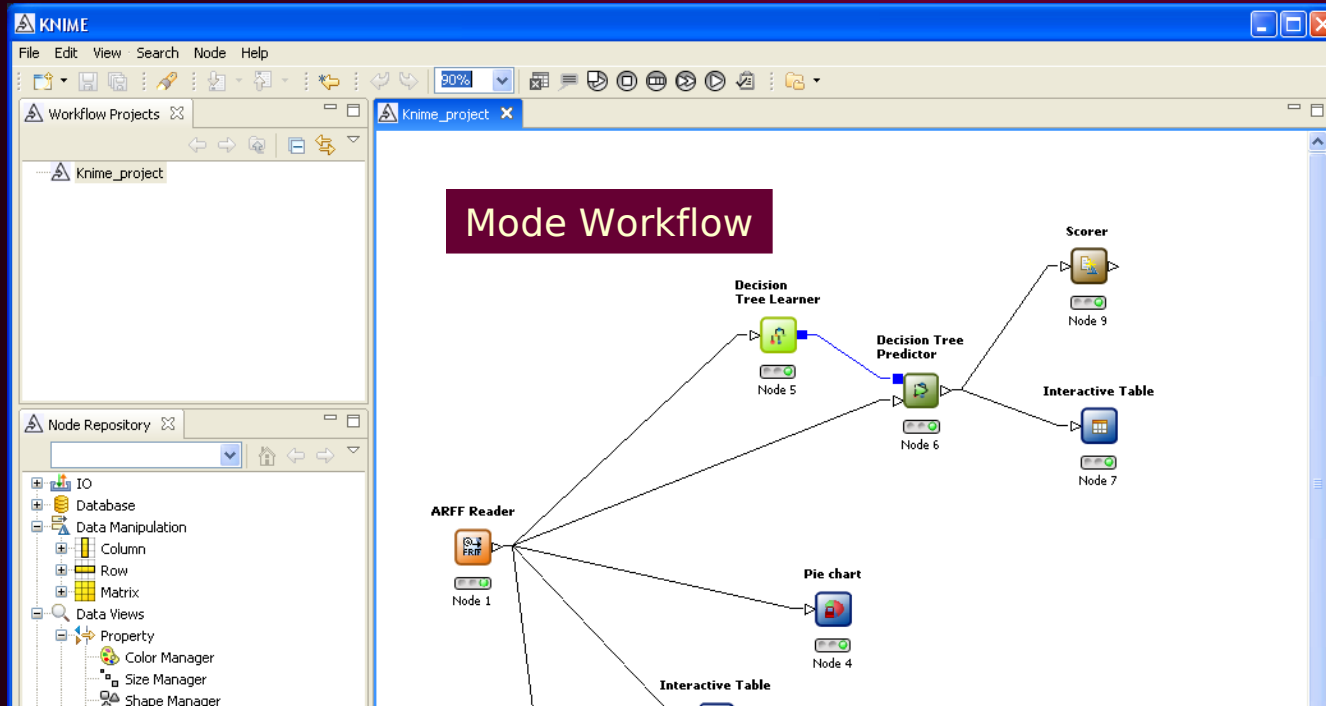 KNIME
File Edit View Search Node Help
90%
Workflow Projects
Knime_project
Knime_project
Mode Workflow
Scorer
Node 9
Decision
Tree Learner
Node 5
Decision Tree
Predictor
Node 6
Interactive Table
Node 7
Node Repository
IO
Database
Data Manipulation
Column
Row
Matrix
Data Views
Property
Color Manager
Size Manager
Shape Manager
ARFF Reader
Node 1
Pie chart
Node 4
Interactive Table